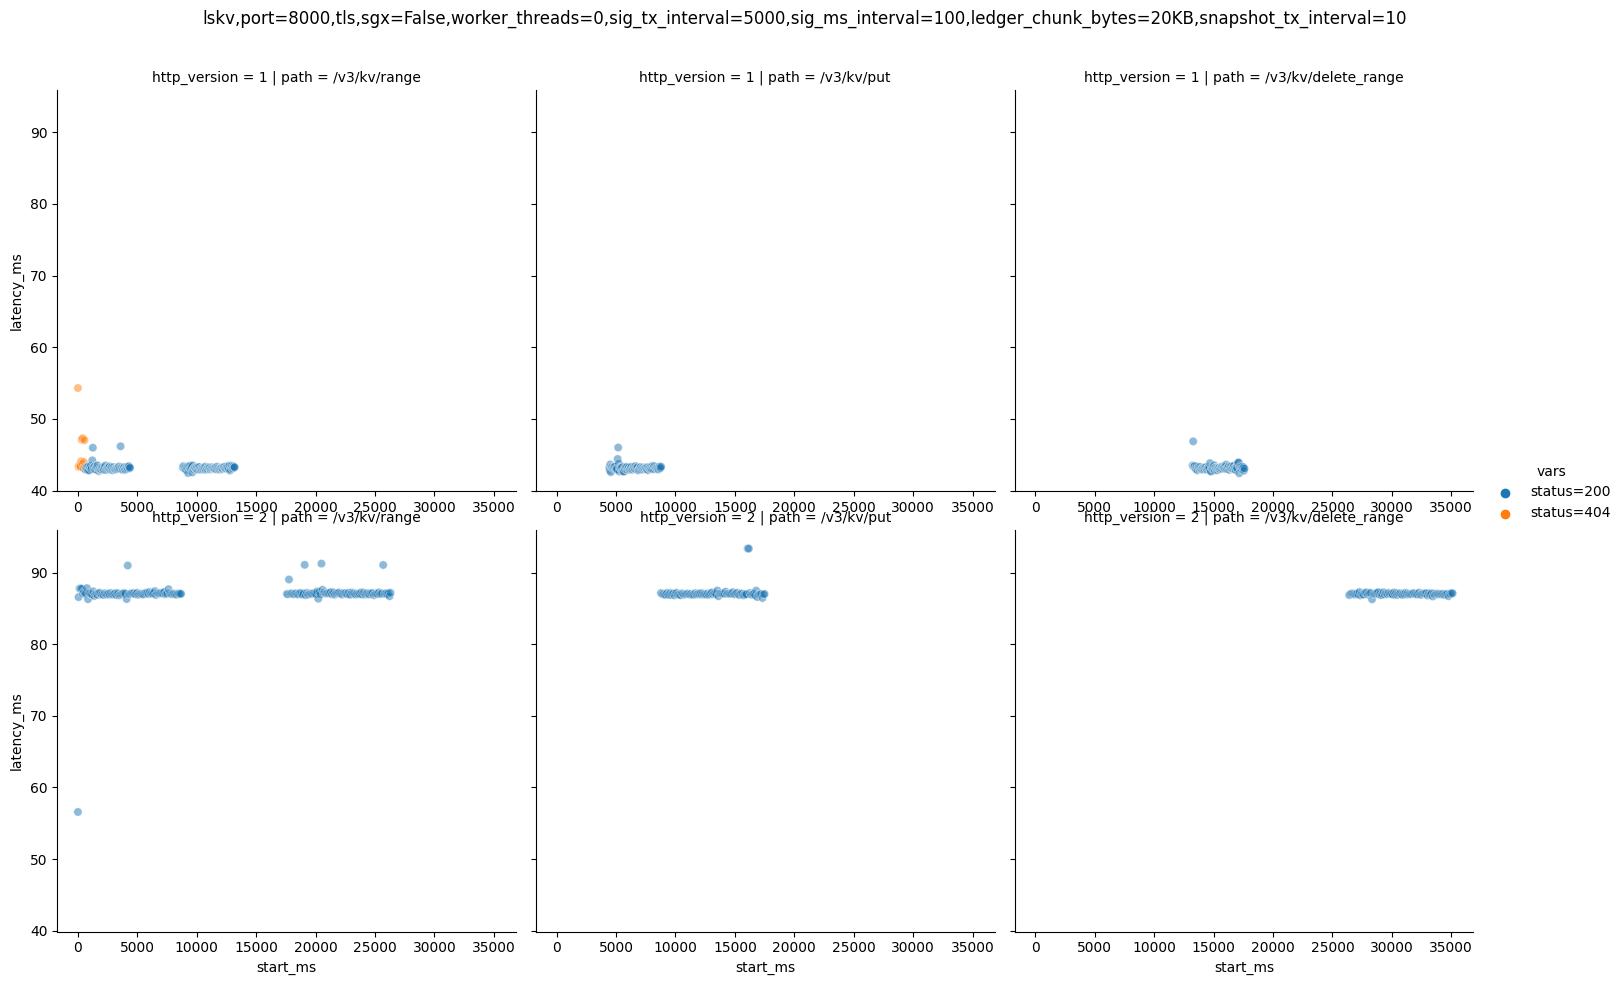 lskv,port=8000,tls,sgx=False,worker_threads=0,sig_tx_interval=5000,sig_ms_interval=100,ledger_chunk_bytes=20KB,snapshot_tx_interval=10
http_version = 1 | path = /v3/kv/range
http_version = 1 | path = /v3/kv/put
http_version = 1 | path = /v3/kv/delete_range
90
80
70
60
50
40
latency_ms
0 5000 10000 15000 20000 25000 30000 35000
0 5000 10000 15000 20000 25000 30000 35000
0 5000 10000 15000 20000 25000 30000 35000
vars
status=200
status=404
http_version = 2 | path = /v3/kv/range
http_version = 2 | path = /v3/kv/put
http_version = 2 | path = /v3/kv/delete_range
90
80
70
60
50
40
latency_ms
0 5000 10000 15000 20000 25000 30000 35000
0 5000 10000 15000 20000 25000 30000 35000
0 5000 10000 15000 20000 25000 30000 35000
start_ms
start_ms
start_ms